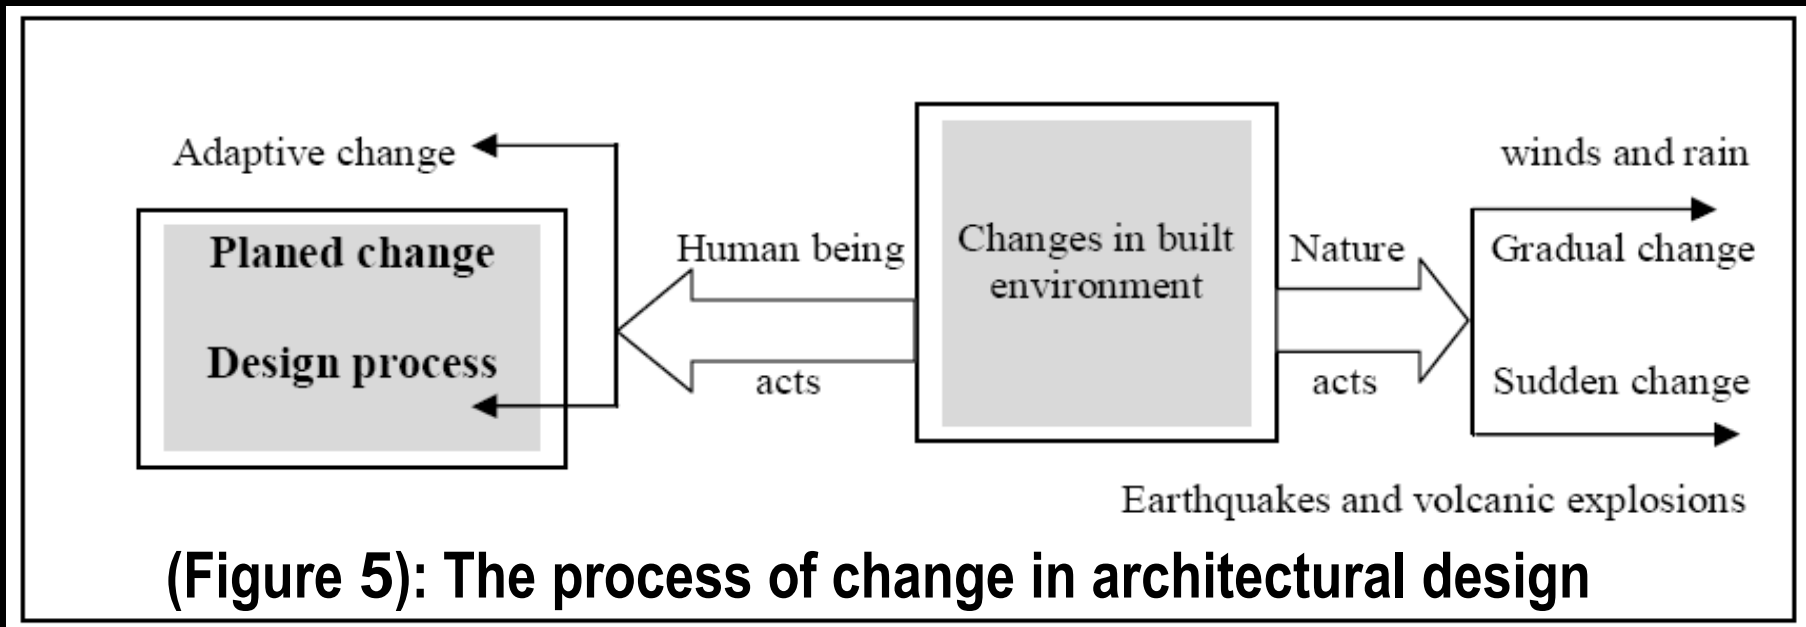 Adaptive change
Planed change
Design process
Human being
acts
Changes in built
environment
Nature
acts
winds and rain
Gradual change
Sudden change
Earthquakes and volcanic explosions
(Figure 5): The process of change in architectural design